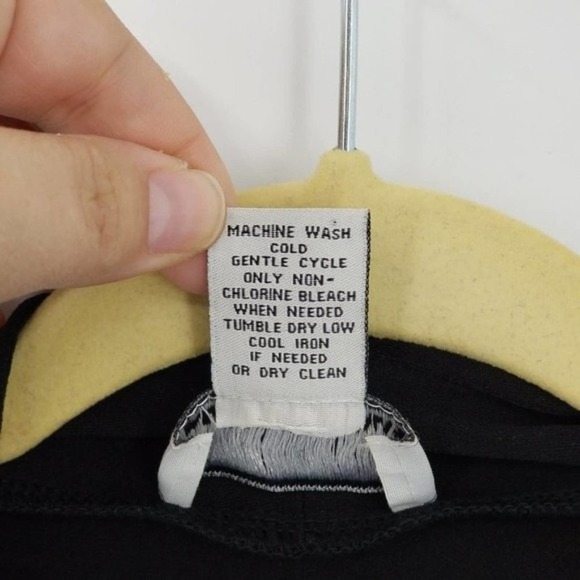 MACHINE WASH
COLD
GENTLE CYCLE
ONLY NON-
CHLORINE BLEACH
WHEN NEEDED
TUMBLE DRY LOW
COOL IRON
IF NEEDED
OR DRY CLEAN